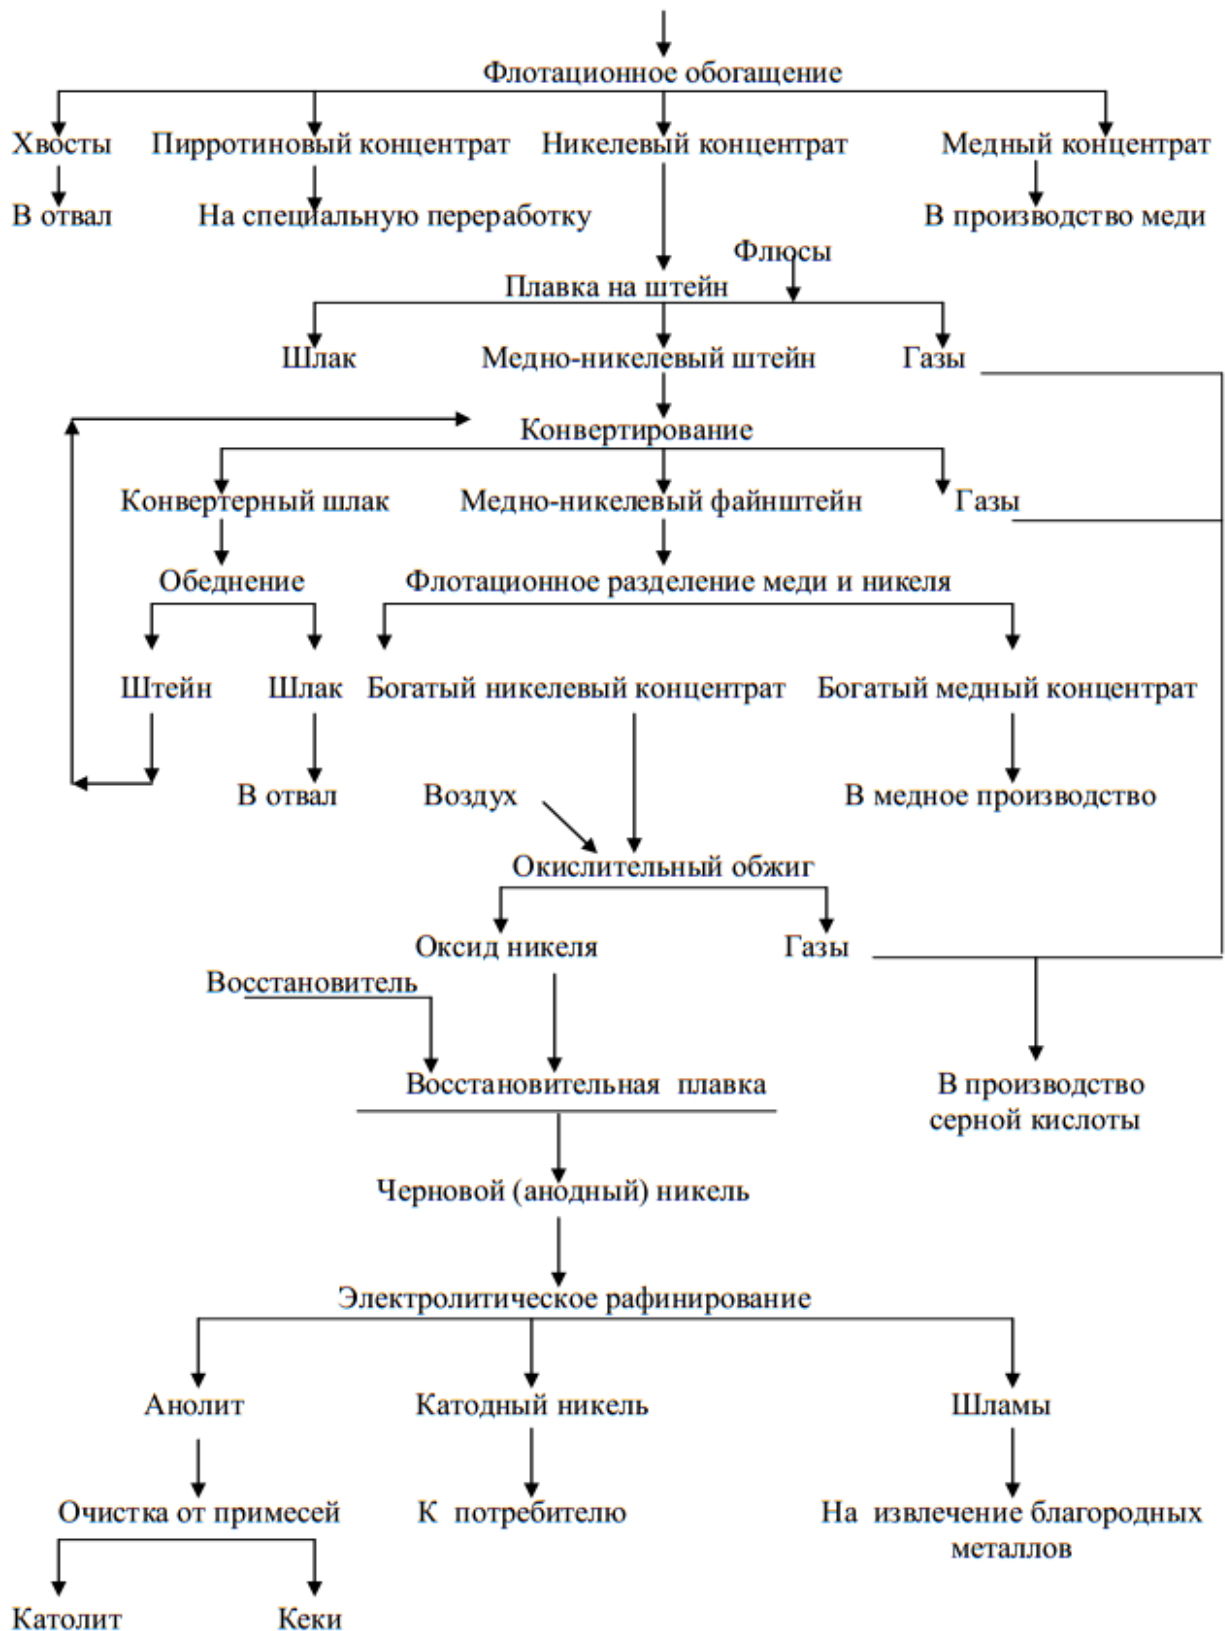 Флотационное обогащение
Хвосты Пирротиновый концентрат Никелевый концентрат Медный концентрат
В отвал На специальную переработку В производство меди
Флюсы
Плавка на штейн
Шлак Медно-никелевый штейн Газы
Конвертирование
Конвертерный шлак Медно-никелевый файнштейн Газы
Обеднение Флотационное разделение меди и никеля
Штейн Шлак Богатый никелевый концентрат Богатый медный концентрат
В отвал Воздух В медное производство
Окислительный обжиг
Оксид никеля Газы
Восстановитель
Восстановительная плавка В производство
серной кислоты
Черновой (анодный) никель
Электролитическое рафинирование
Анолит Катодный никель Шламы
Очистка от примесей К потребителю На извлечение благородных
металлов
Католит Кеки